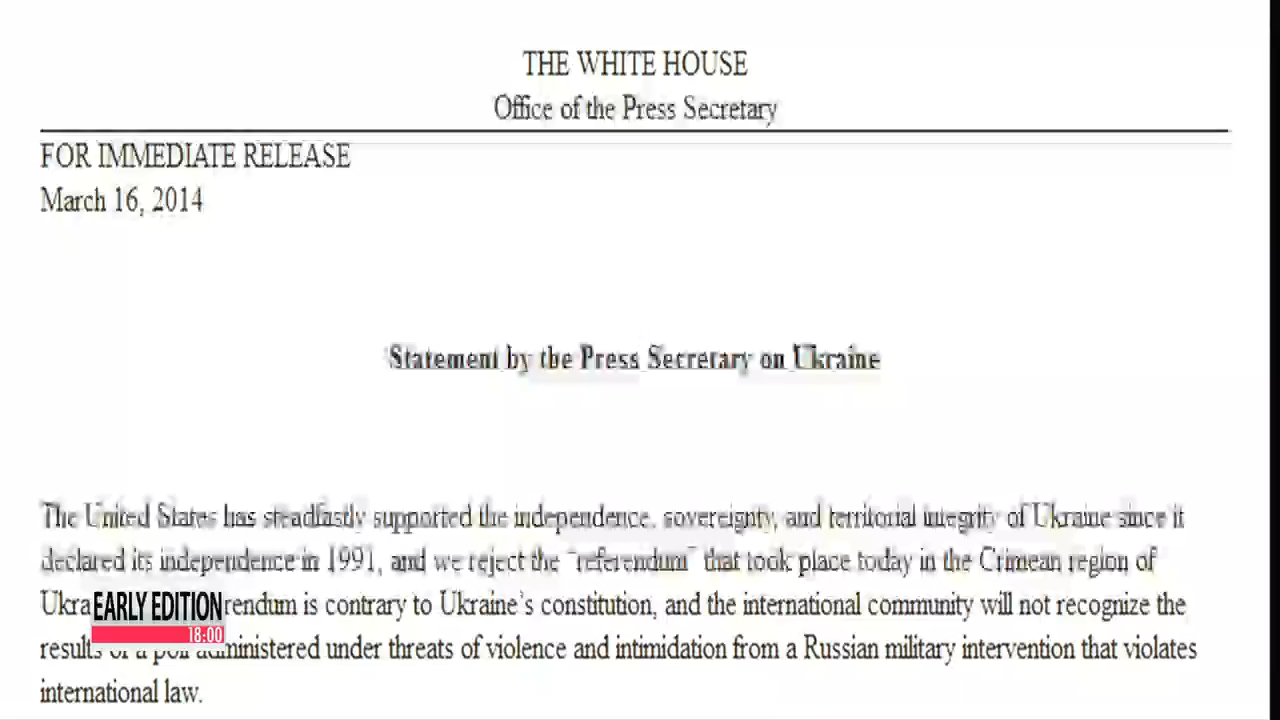 THE WHITE HOUSE
Office of the Press Secretary
FOR IMMEDIATE RELEASE
March 16, 2014
Statement by the Press Secretary on Ukraine
The United States has steadfastly supported the independence, sovereignty, and territorial integrity of Ukraine since it
declared its independence in 1991, and we reject the "referendum" that took place today in the Crimean region of
Ukra rendum is contrary to Ukraine's constitution, and the international community will not recognize the
EARLY EDITION
18:00
results of a poll administered under threats of violence and intimidation from a Russian military intervention that violates
international law.